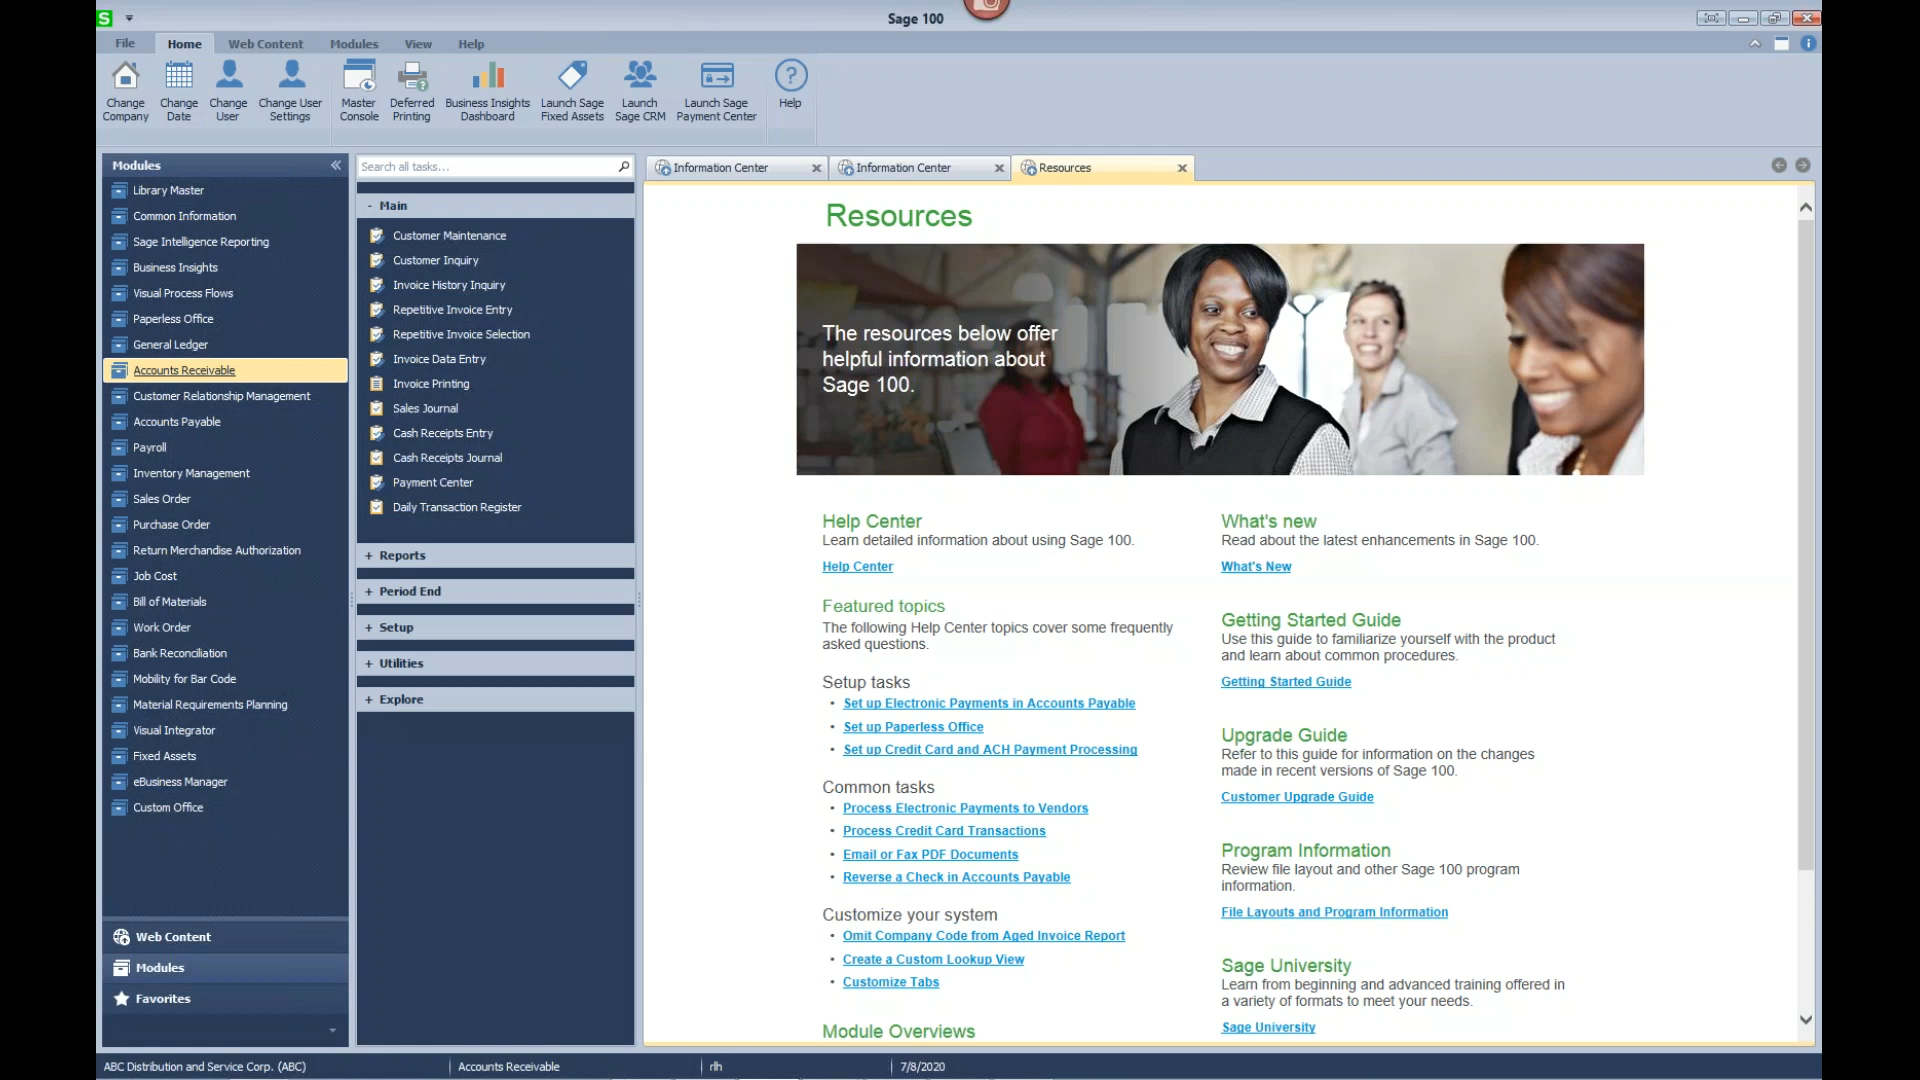 S
Sage 100
File Home Web Content Modules View Help
Change Company
Change Date
Change User
Change User Settings
Master Console
Deferred Printing
Business Insights Dashboard
Launch Sage Fixed Assets
Launch Sage CRM
Launch Sage Payment Center
Help
Modules
Library Master
Common Information
Sage Intelligence Reporting
Business Insights
Visual Process Flows
Paperless Office
General Ledger
Accounts Receivable
Customer Relationship Management
Accounts Payable
Payroll
Inventory Management
Sales Order
Purchase Order
Return Merchandise Authorization
Job Cost
Bill of Materials
Work Order
Bank Reconciliation
Mobility for Bar Code
Material Requirements Planning
Visual Integrator
Fixed Assets
eBusiness Manager
Custom Office
Web Content
Modules
Favorites
Search all tasks...
- Main
Customer Maintenance
Customer Inquiry
Invoice History Inquiry
Repetitive Invoice Entry
Repetitive Invoice Selection
Invoice Data Entry
Invoice Printing
Sales Journal
Cash Receipts Entry
Cash Receipts Journal
Payment Center
Daily Transaction Register
+ Reports
+ Period End
+ Setup
+ Utilities
+ Explore
Information Center
Information Center
Resources
Resources
The resources below offer
helpful information about
Sage 100.
Help Center
Learn detailed information about using Sage 100.
Help Center
Featured topics
The following Help Center topics cover some frequently
asked questions.
Setup tasks
• Set up Electronic Payments in Accounts Payable
• Set up Paperless Office
• Set up Credit Card and ACH Payment Processing
Common tasks
• Process Electronic Payments to Vendors
• Process Credit Card Transactions
• Email or Fax PDF Documents
• Reverse a Check in Accounts Payable
Customize your system
• Omit Company Code from Aged Invoice Report
• Create a Custom Lookup View
• Customize Tabs
Module Overviews
What's new
Read about the latest enhancements in Sage 100.
What's New
Getting Started Guide
Use this guide to familiarize yourself with the product
and learn about common procedures.
Getting Started Guide
Upgrade Guide
Refer to this guide for information on the changes
made in recent versions of Sage 100.
Customer Upgrade Guide
Program Information
Review file layout and other Sage 100 program
information.
File Layouts and Program Information
Sage University
Learn from beginning and advanced training offered in
a variety of formats to meet your needs.
Sage University
ABC Distribution and Service Corp. (ABC)
Accounts Receivable
rlh
7/8/2020